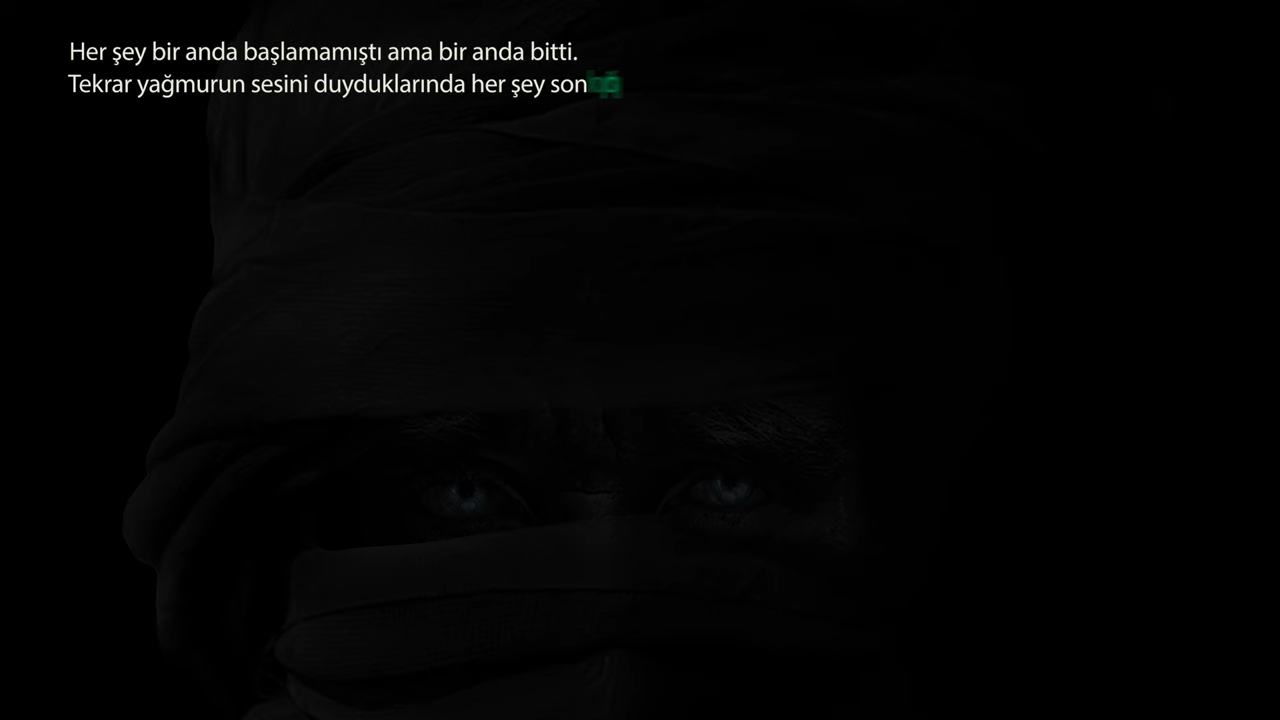 Her şey bir anda başlamamıştı ama bir anda bitti.
Tekrar yağmurun sesini duyduklarında her şey son